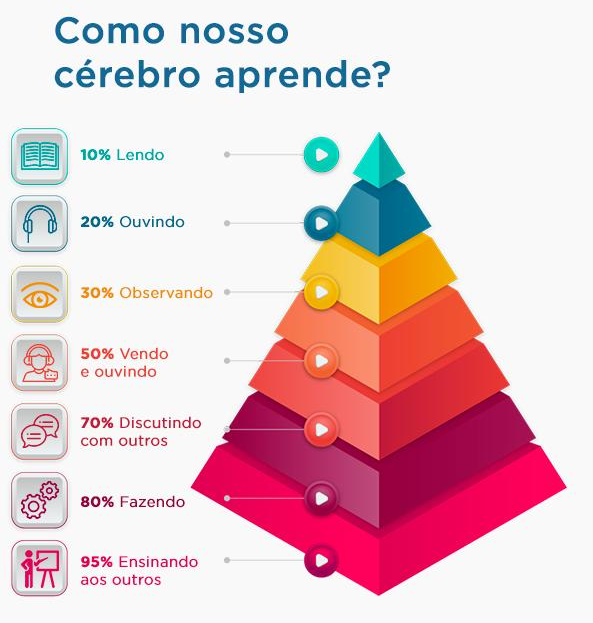 Como nosso
cérebro aprende?
10% Lendo
20% Ouvindo
30% Observando
50% Vendo
e ouvindo
70% Discutindo
com outros
80% Fazendo
95% Ensinando
aos outros